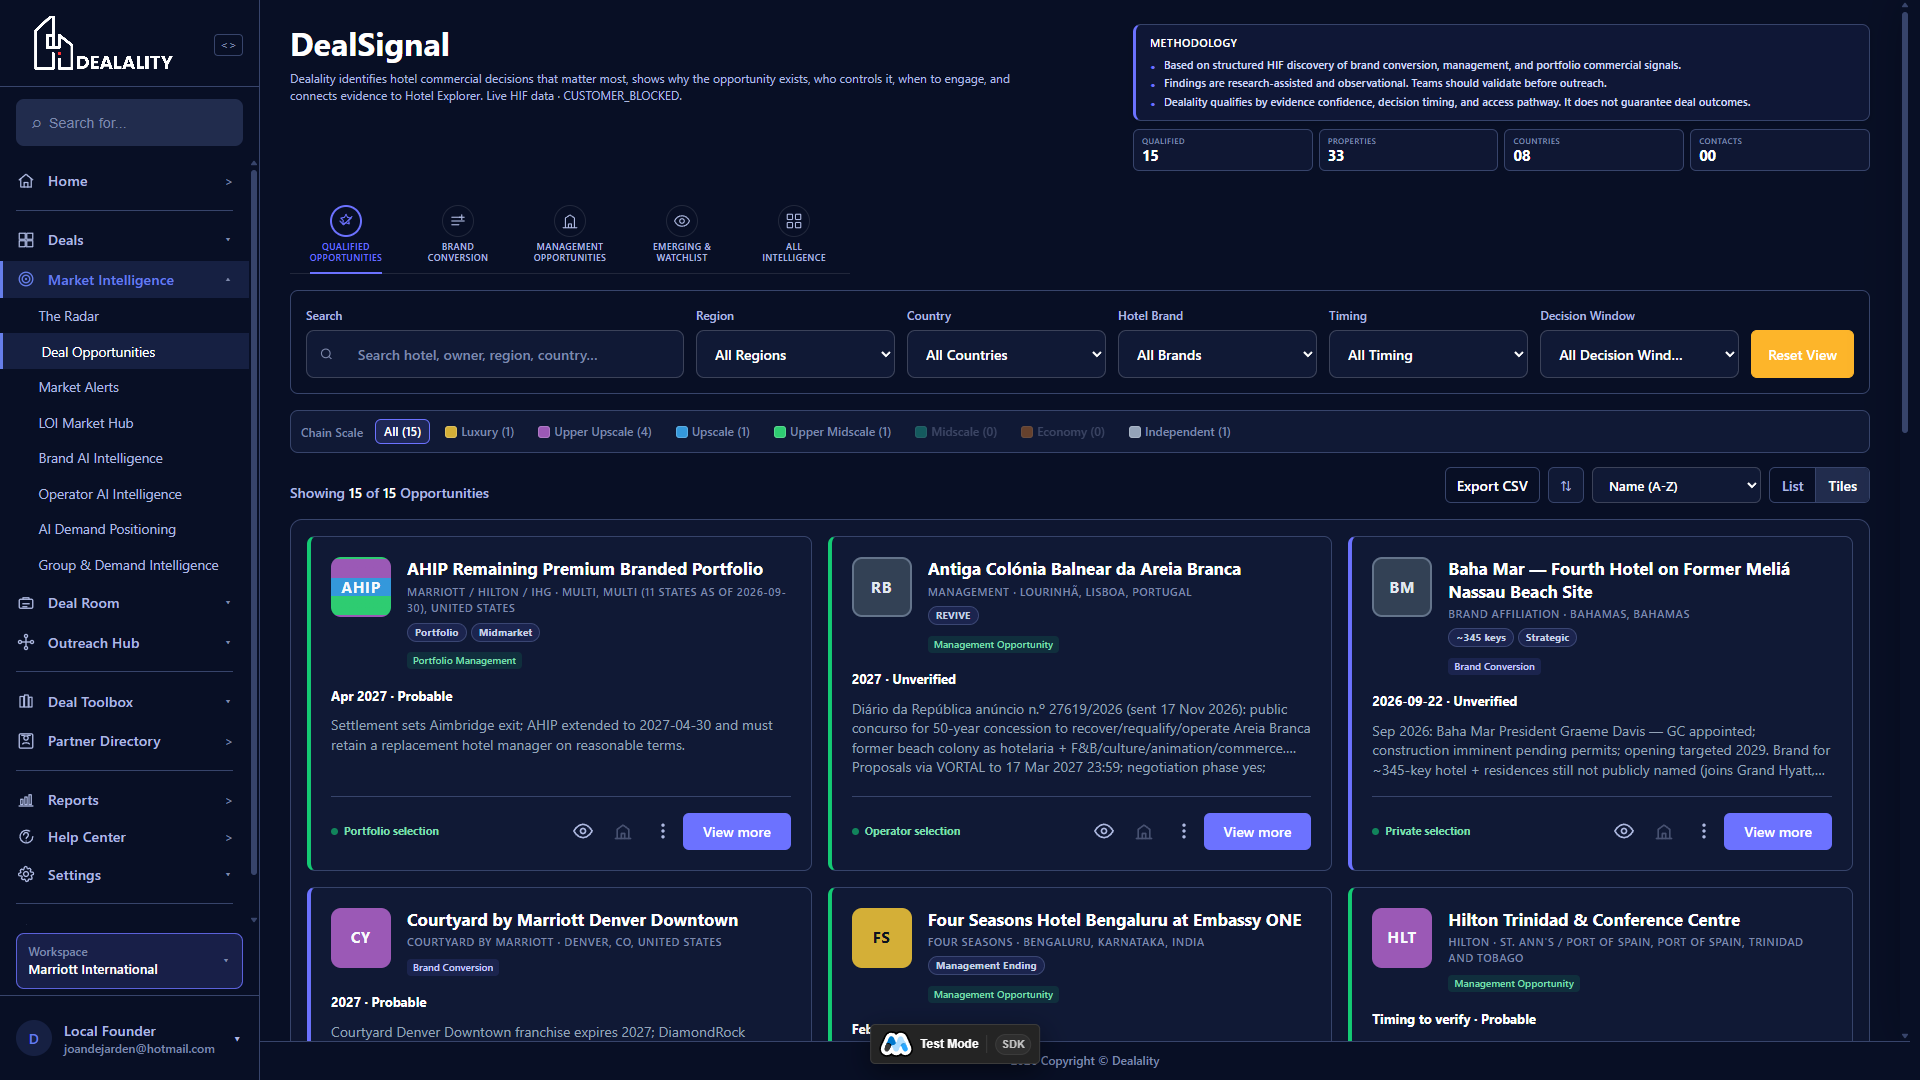 DEALALITY
< >
Search for...
Home
Deals
Market Intelligence
The Radar
Deal Opportunities
Market Alerts
LOI Market Hub
Brand AI Intelligence
Operator AI Intelligence
AI Demand Positioning
Group & Demand Intelligence
Deal Room
Outreach Hub
Deal Toolbox
Partner Directory
Reports
Help Center
Settings
Workspace
Marriott International
D
Local Founder
joandejarden@hotmail.com
DealSignal
Dealality identifies hotel commercial decisions that matter most, shows why the opportunity exists, who controls it, when to engage, and
connects evidence to Hotel Explorer. Live HIF data · CUSTOMER_BLOCKED.
METHODOLOGY
• Based on structured HIF discovery of brand conversion, management, and portfolio commercial signals.
• Findings are research-assisted and observational. Teams should validate before outreach.
• Dealality qualifies by evidence confidence, decision timing, and access pathway. It does not guarantee deal outcomes.
QUALIFIED
15
PROPERTIES
33
COUNTRIES
08
CONTACTS
00
QUALIFIED
OPPORTUNITIES
BRAND
CONVERSION
MANAGEMENT
OPPORTUNITIES
EMERGING &
WATCHLIST
ALL
INTELLIGENCE
Search
Search hotel, owner, region, country...
Region
All Regions
Country
All Countries
Hotel Brand
All Brands
Timing
All Timing
Decision Window
All Decision Wind...
Reset View
Chain Scale
All (15)
Luxury (1)
Upper Upscale (4)
Upscale (1)
Upper Midscale (1)
Midscale (0)
Economy (0)
Independent (1)
Showing 15 of 15 Opportunities
Export CSV
Name (A-Z)
List
Tiles
AHIP
AHIP Remaining Premium Branded Portfolio
MARRIOTT / HILTON / IHG · MULTI, MULTI (11 STATES AS OF 2026-09-
30), UNITED STATES
Portfolio
Midmarket
Portfolio Management
Apr 2027 · Probable
Settlement sets Aimbridge exit; AHIP extended to 2027-04-30 and must
retain a replacement hotel manager on reasonable terms.
Portfolio selection
View more
RB
Antiga Colónia Balnear da Areia Branca
MANAGEMENT · LOURINHÃ, LISBOA, PORTUGAL
REVIVE
Management Opportunity
2027 · Unverified
Diário da República anúncio n.º 27619/2026 (sent 17 Nov 2026): public
concurso for 50-year concession to recover/requalify/operate Areia Branca
former beach colony as hotelaria + F&B/culture/animation/commerce....
Proposals via VORTAL to 17 Mar 2027 23:59; negotiation phase yes;
Operator selection
View more
BM
Baha Mar — Fourth Hotel on Former Meliá
Nassau Beach Site
BRAND AFFILIATION · BAHAMAS, BAHAMAS
~345 keys
Strategic
Brand Conversion
2026-09-22 · Unverified
Sep 2026: Baha Mar President Graeme Davis — GC appointed;
construction imminent pending permits; opening targeted 2029. Brand for
~345-key hotel + residences still not publicly named (joins Grand Hyatt,...
Private selection
View more
CY
Courtyard by Marriott Denver Downtown
COURTYARD BY MARRIOTT · DENVER, CO, UNITED STATES
Brand Conversion
2027 · Probable
Courtyard Denver Downtown franchise expires 2027; DiamondRock
FS
Four Seasons Hotel Bengaluru at Embassy ONE
FOUR SEASONS · BENGALURU, KARNATAKA, INDIA
Management Ending
Management Opportunity
HLT
Hilton Trinidad & Conference Centre
HILTON · ST. ANN'S / PORT OF SPAIN, PORT OF SPAIN, TRINIDAD
AND TOBAGO
Management Opportunity
Timing to verify · Probable
Test Mode
SDK
Copyright © Dealality